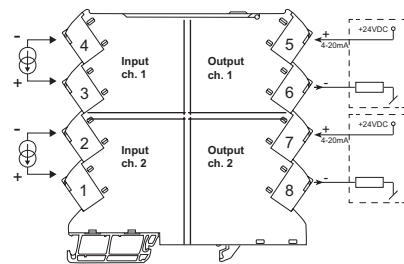 +24VDC
- 4 Input ch. 1 Output ch. 1 5 + 4-20mA
+ 3 6 -
+24VDC
- 2 Input ch. 2 Output ch. 2 7 + 4-20mA
+ 1 8 -